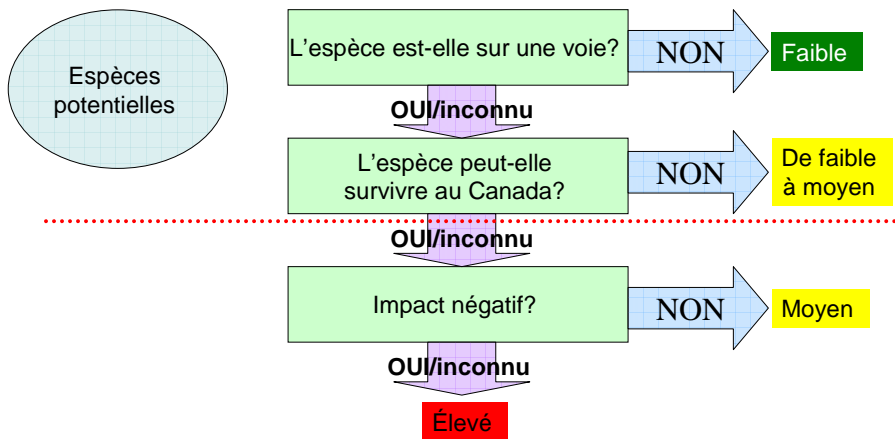 Espèces
potentielles
L'espèce est-elle sur une voie?
NON
Faible
OUI/inconnu
L'espèce peut-elle
survivre au Canada?
NON
De faible
à moyen
OUI/inconnu
Impact négatif?
NON
Moyen
OUI/inconnu
Élevé